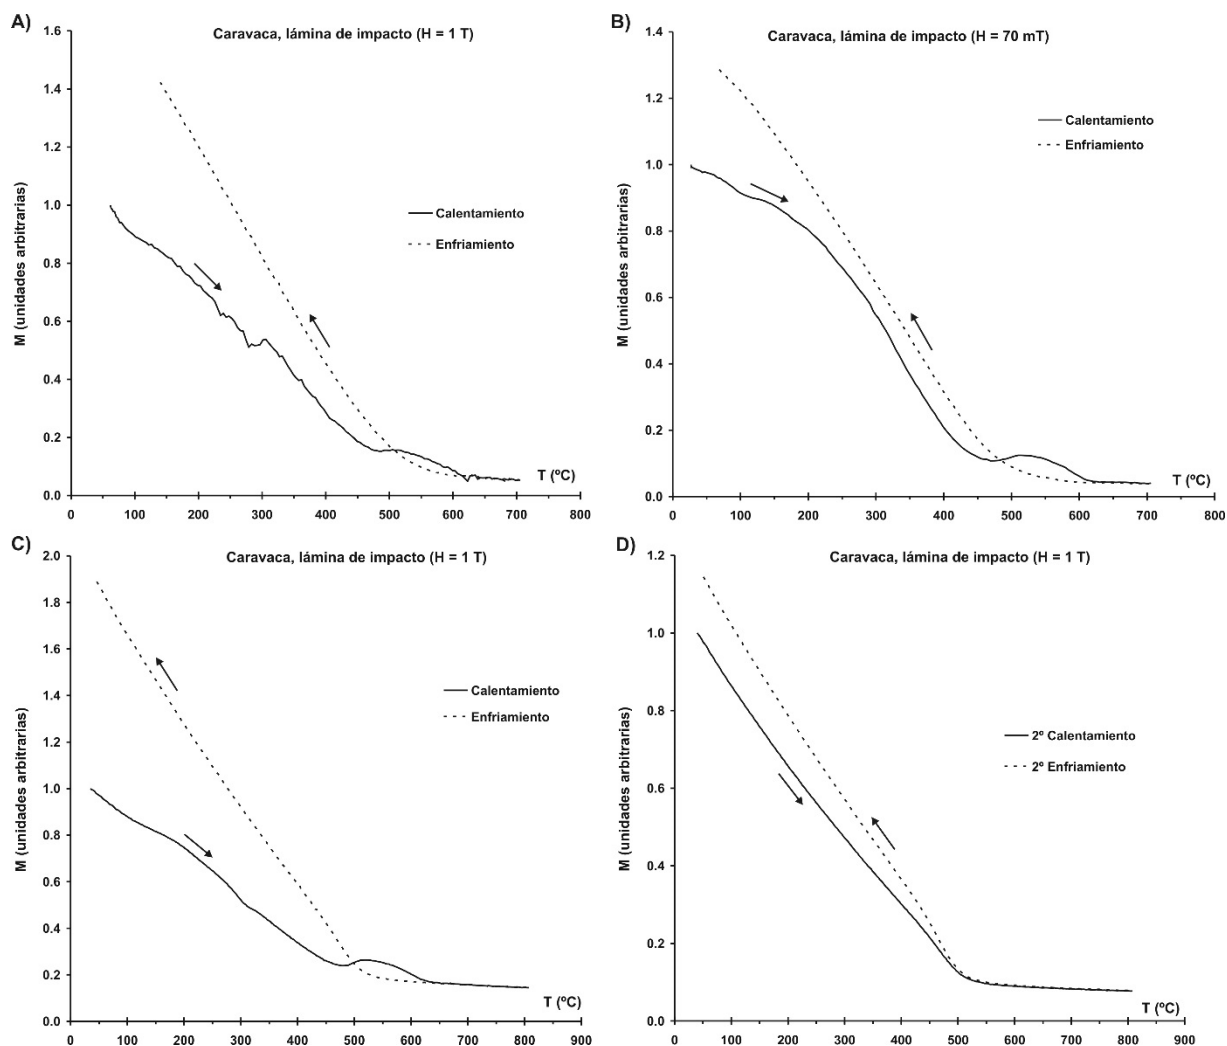 A)
Caravaca, lámina de impacto (H = 1 T)
M (unidades arbitrarias)
1.6
1.4
1.2
1.0
0.8
0.6
0.4
0.2
0.0
Calentamiento
Enfriamiento
T (ºC)
0 100 200 300 400 500 600 700 800
B)
Caravaca, lámina de impacto (H = 70 mT)
M (unidades arbitrarias)
1.4
1.2
1.0
0.8
0.6
0.4
0.2
0.0
Calentamiento
Enfriamiento
T (ºC)
0 100 200 300 400 500 600 700 800
C)
Caravaca, lámina de impacto (H = 1 T)
M (unidades arbitrarias)
2.0
1.8
1.6
1.4
1.2
1.0
0.8
0.6
0.4
0.2
0.0
Calentamiento
Enfriamiento
T (ºC)
0 100 200 300 400 500 600 700 800 900
D)
Caravaca, lámina de impacto (H = 1 T)
M (unidades arbitrarias)
1.2
1.0
0.8
0.6
0.4
0.2
0.0
2º Calentamiento
2º Enfriamiento
T (ºC)
0 100 200 300 400 500 600 700 800 900